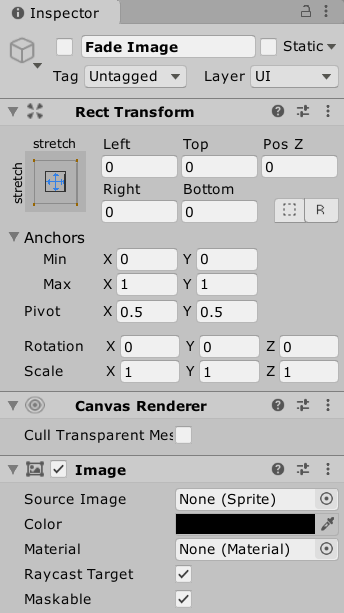 Inspector
Fade Image Static
Tag Untagged Layer UI
Rect Transform
stretch Left Top Pos Z
stretch 0 0 0
Right Bottom
0 0 R
Anchors
Min X 0 Y 0
Max X 1 Y 1
Pivot X 0.5 Y 0.5
Rotation X 0 Y 0 Z 0
Scale X 1 Y 1 Z 1
Canvas Renderer
Cull Transparent Mes
Image
Source Image None (Sprite)
Color
Material None (Material)
Raycast Target
Maskable